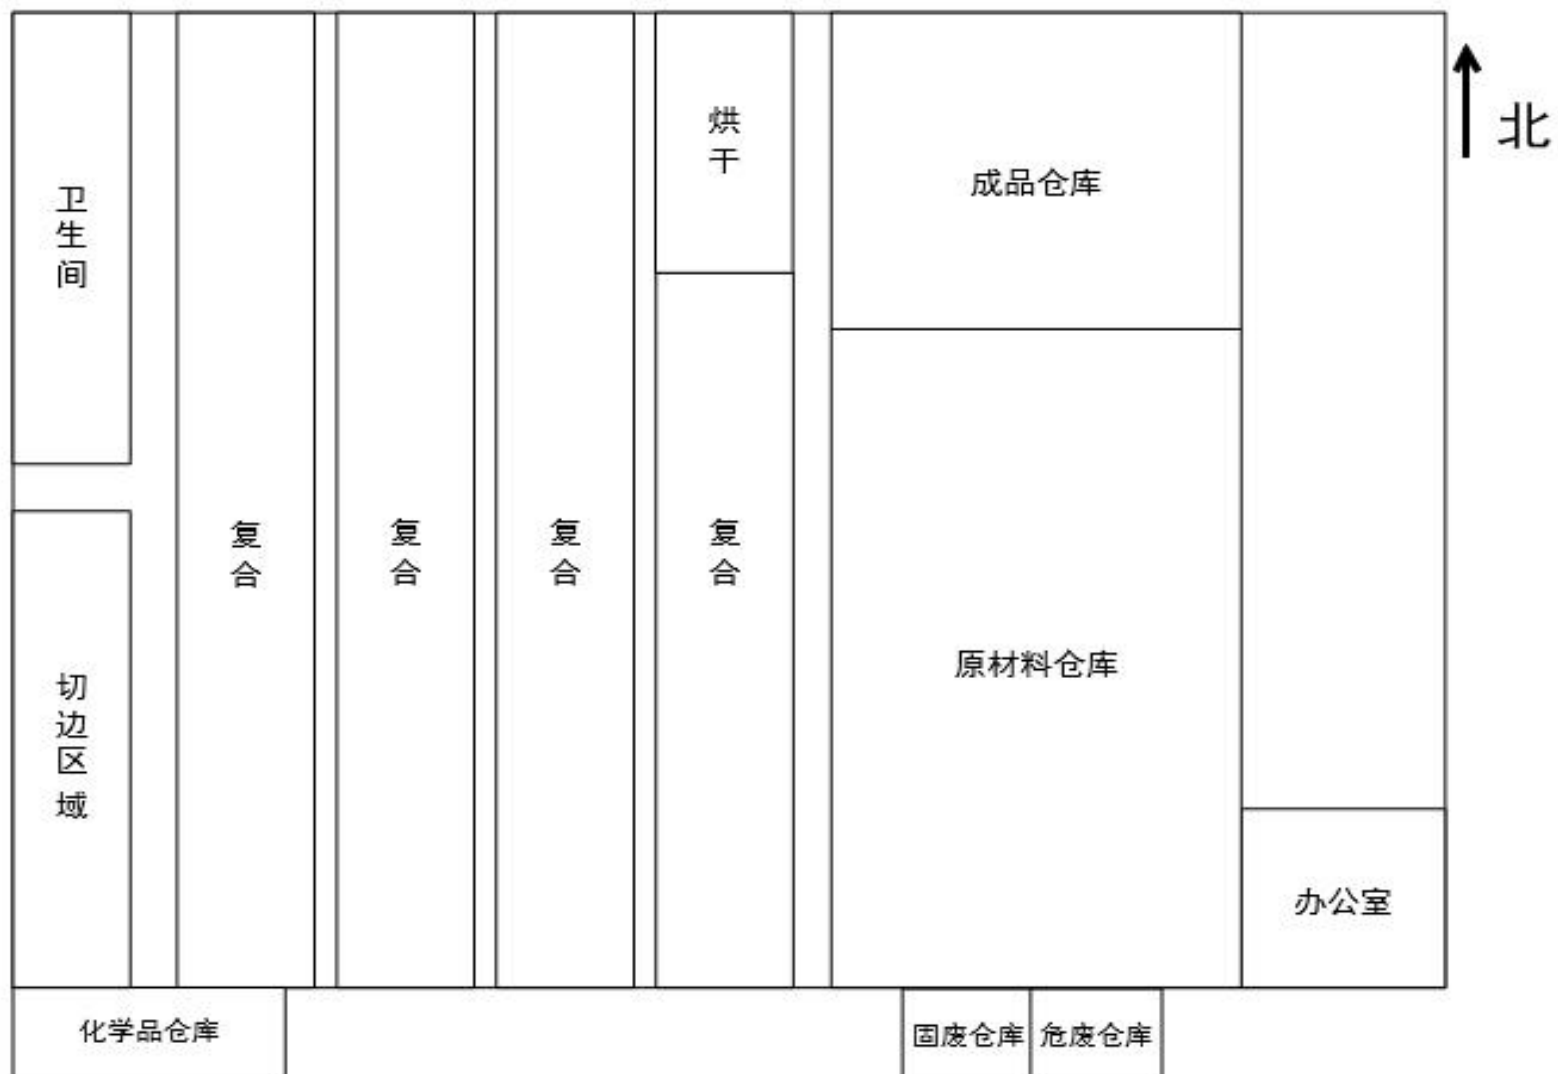 北
烘干
成品仓库
卫生间
复合
复合
复合
复合
原材料仓库
切边区域
办公室
化学品仓库
固废仓库
危废仓库